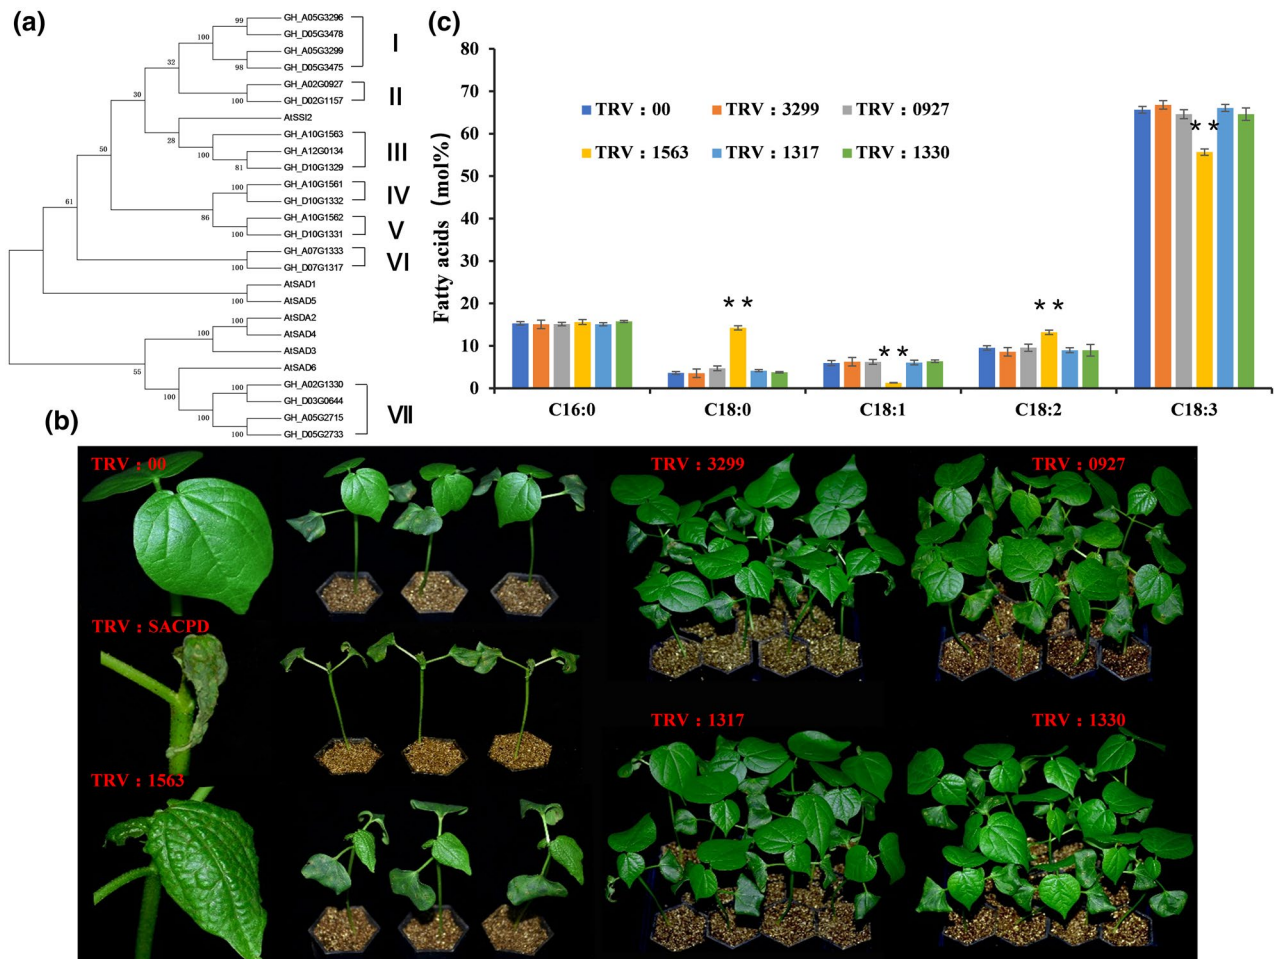 (a)
GH_A05G3296
GH_D05G3478
GH_A05G3299
GH_D05G3475
GH_A02G0927
GH_D02G1157
AtSSI2
GH_A10G1563
GH_A12G0134
GH_D10G1329
GH_A10G1561
GH_D10G1332
GH_A10G1562
GH_D10G1331
GH_A07G1333
GH_D07G1317
AtSAD1
AtSAD5
AtSDA2
AtSAD4
AtSAD3
AtSAD6
GH_A02G1330
GH_D03G0644
GH_A05G2715
GH_D05G2733
99
100
98
32
100
30
28
100
81
50
100
86
100
61
100
100
100
100
55
100
100
100
100
I
II
III
IV
V
VI
VII
(c)
Fatty acids (mol%)
80
70
60
50
40
30
20
10
0
TRV : 00 TRV : 3299 TRV : 0927
TRV : 1563 TRV : 1317 TRV : 1330
**
**
**
**
C16:0 C18:0 C18:1 C18:2 C18:3
(b)
TRV : 00
TRV : 3299
TRV : 0927
TRV : SACPD
TRV : 1317
TRV : 1330
TRV : 1563